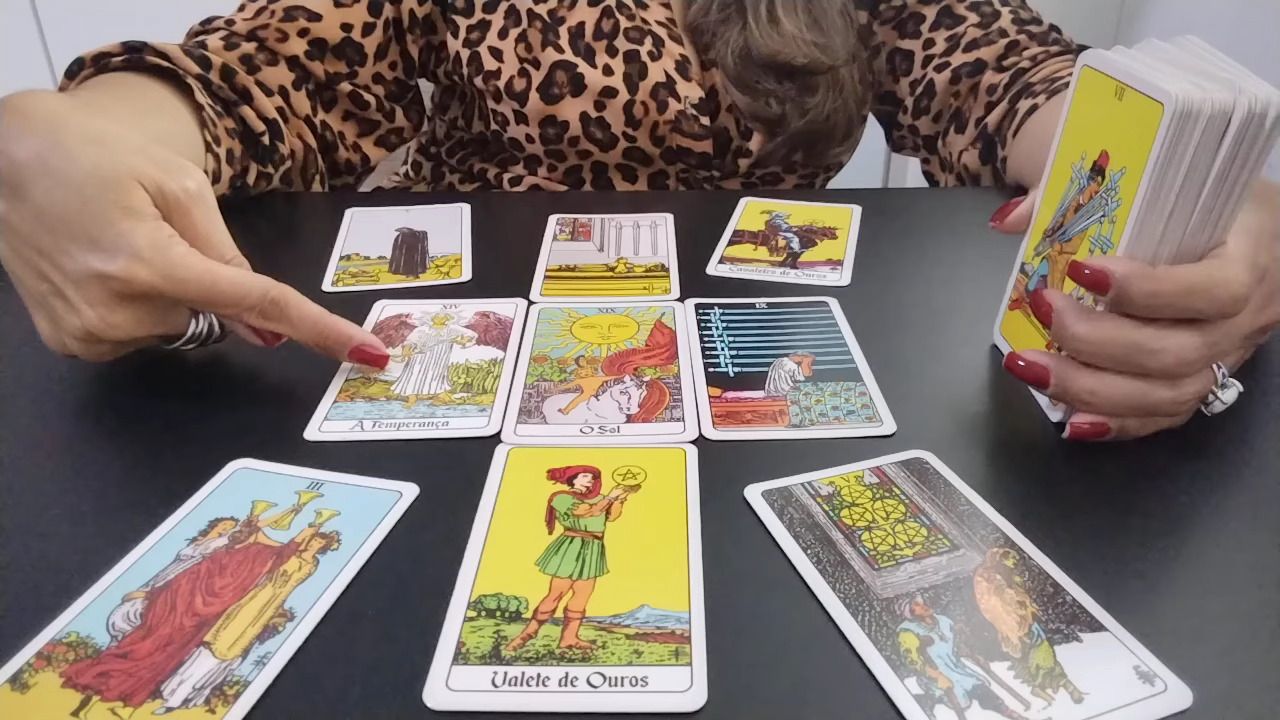 VII
Cavaleiro de Ouros
XIV
XIX
IX
A Temperança
O Sol
III
V
Valete de Ouros